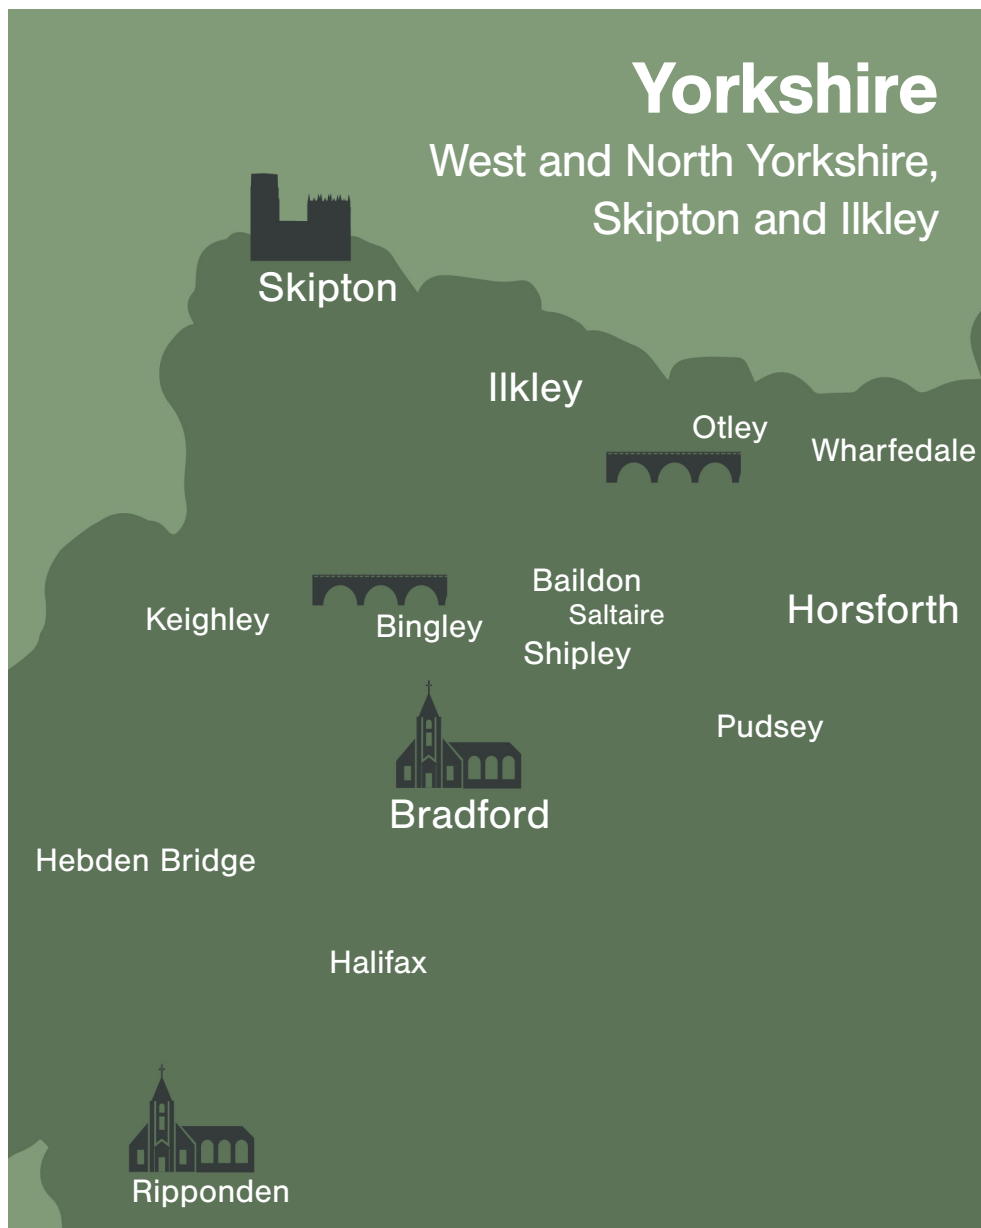 Yorkshire
West and North Yorkshire,
Skipton and Ilkley
Skipton
Ilkley
Otley
Wharfedale
Baildon
Saltaire
Horsforth
Keighley
Bingley
Shipley
Pudsey
Bradford
Hebden Bridge
Halifax
Ripponden